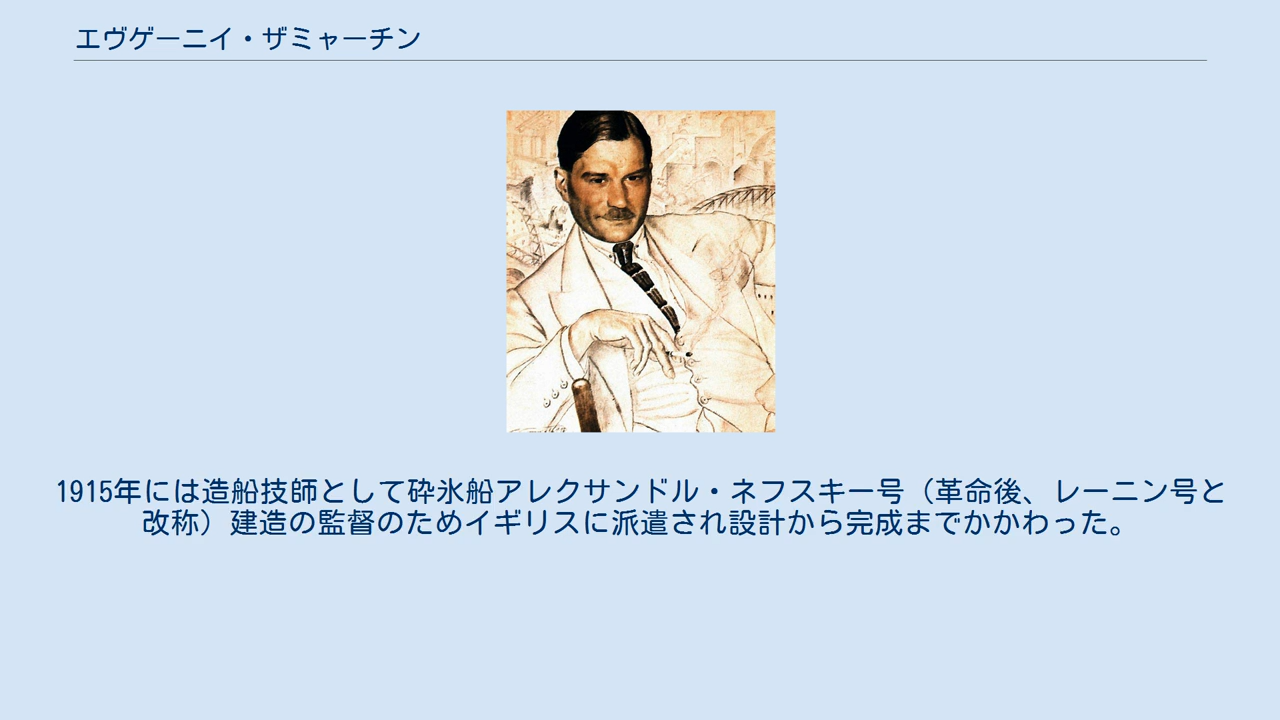 エヴゲーニイ・ザミャーチン
1915年には造船技師として砕氷船アレクサンドル・ネフスキー号（革命後、レーニン号と
改称）建造の監督のためイギリスに派遣され設計から完成までかかわった。